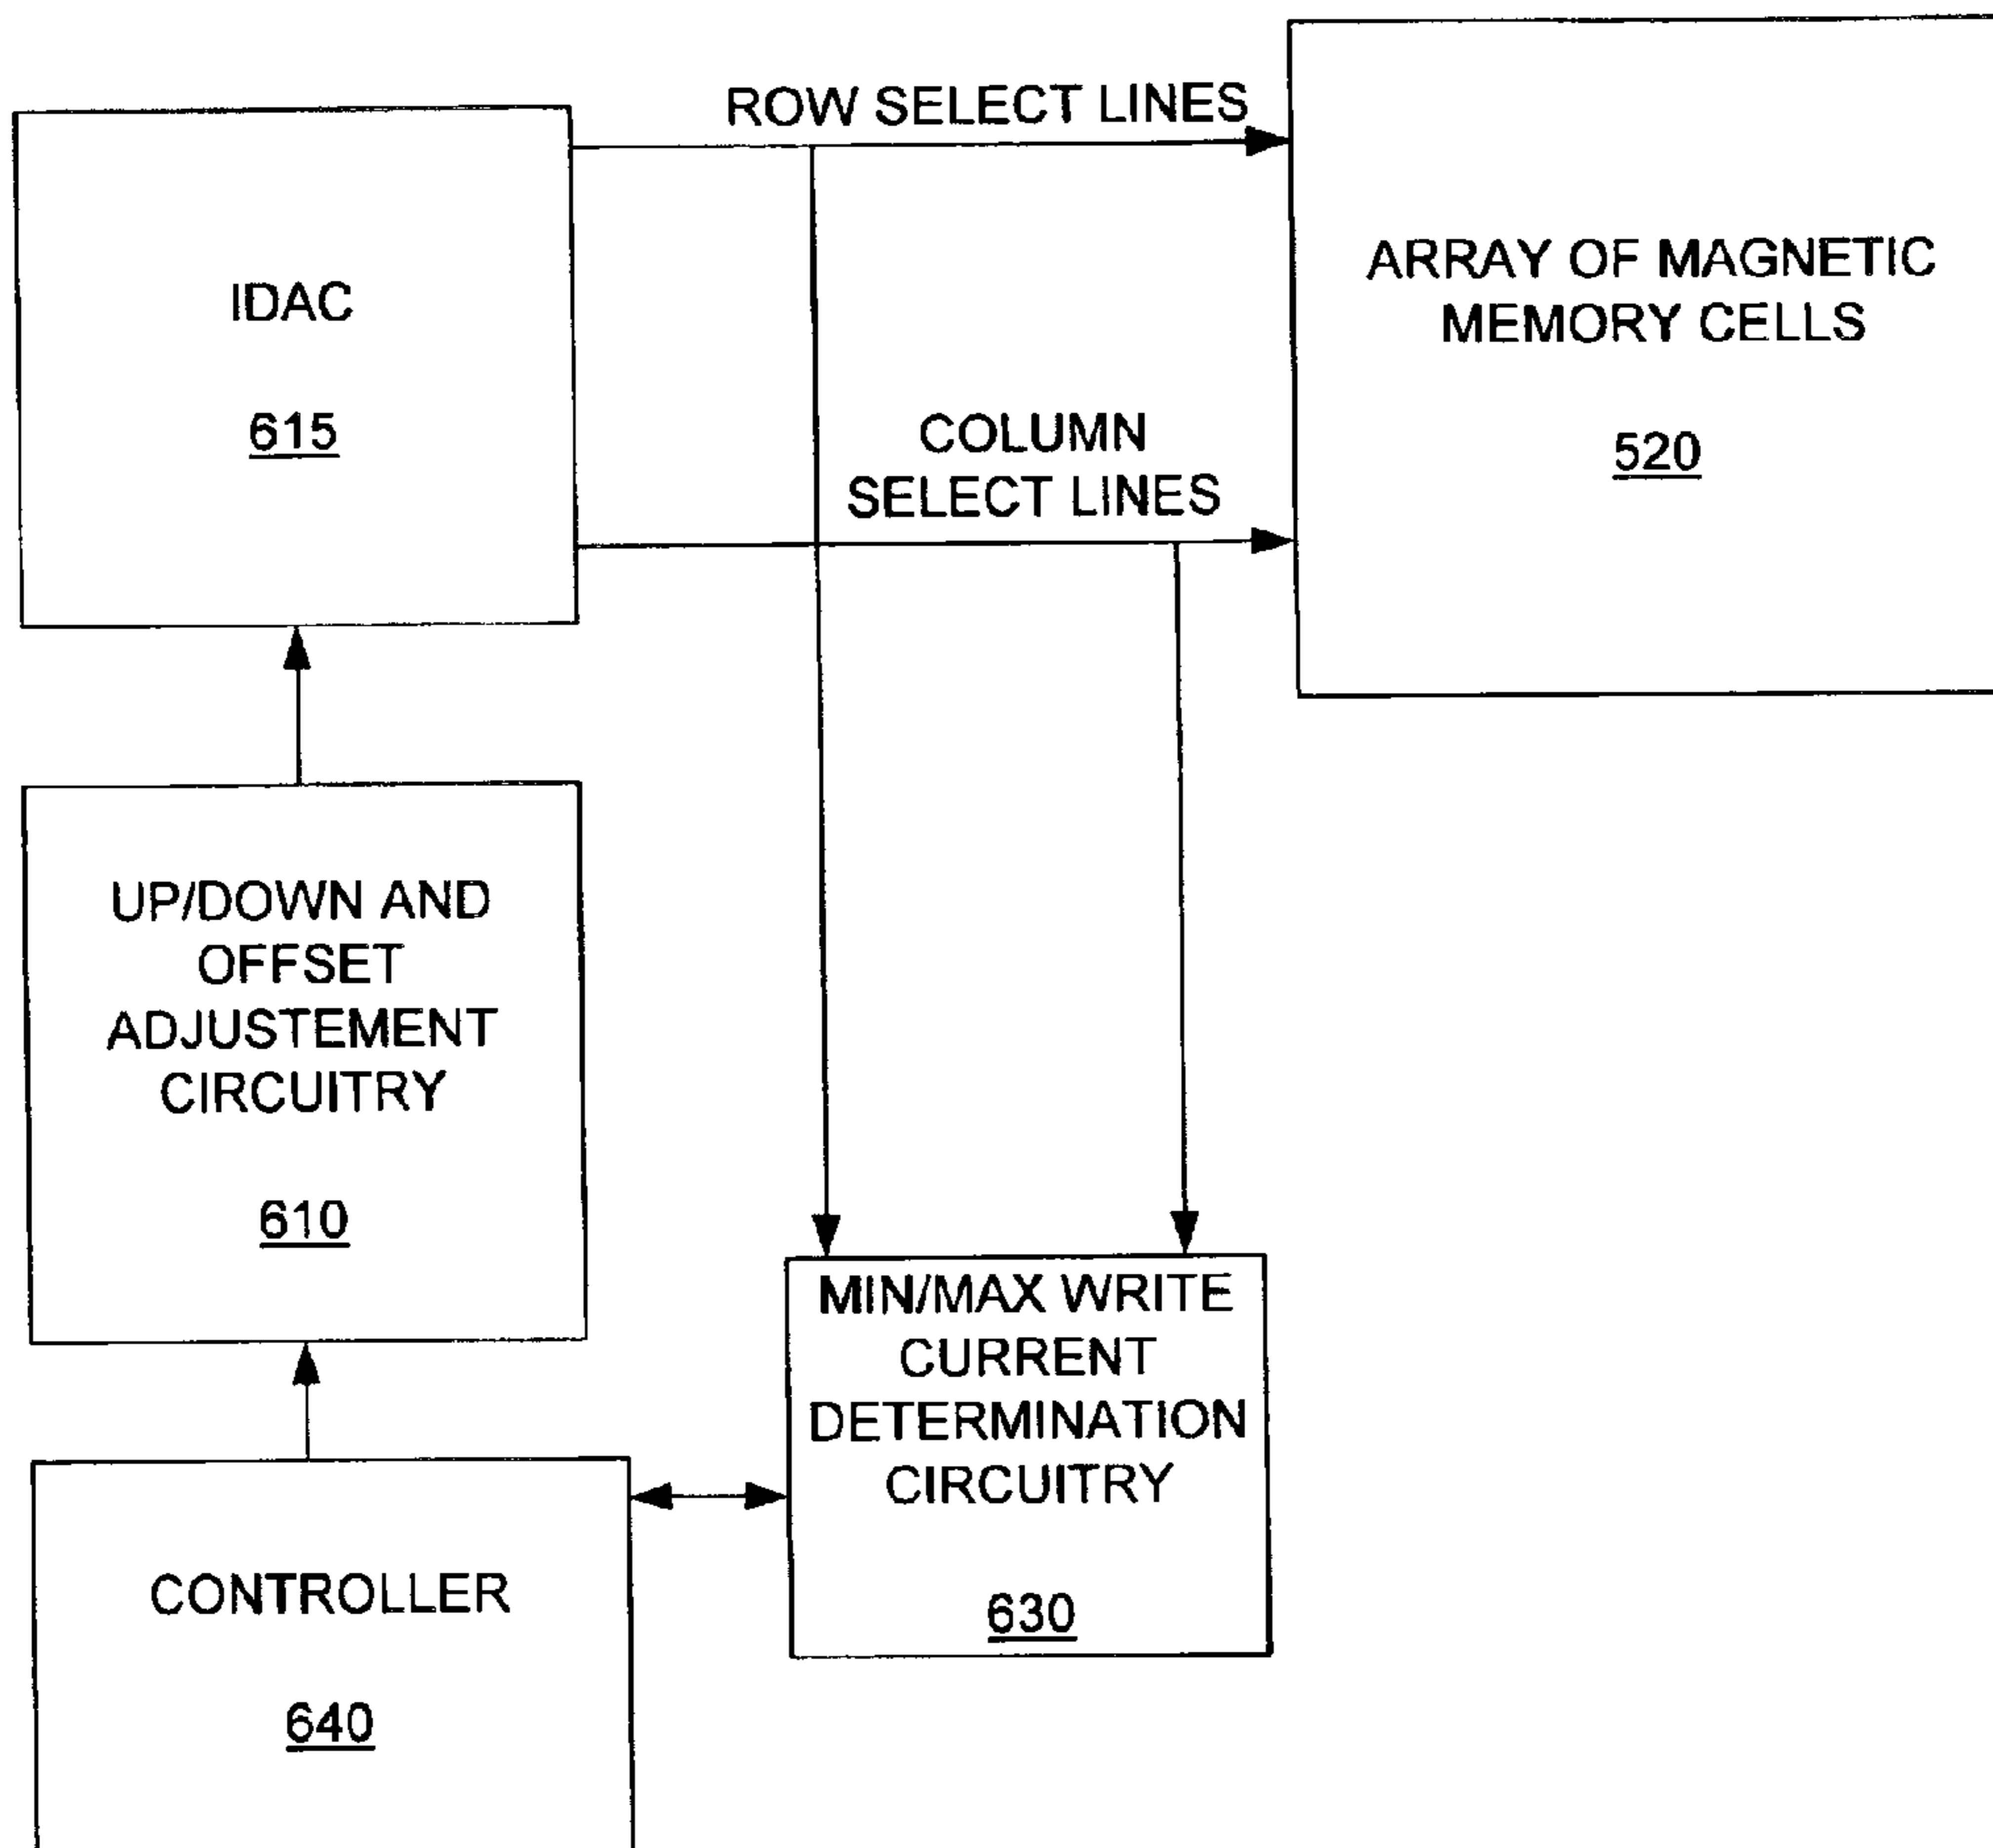 ROW SELECT LINES
IDAC
615
ARRAY OF MAGNETIC
MEMORY CELLS
520
COLUMN
SELECT LINES
UP/DOWN AND
OFFSET
ADJUSTEMENT
CIRCUITRY
610
MIN/MAX WRITE
CURRENT
DETERMINATION
CIRCUITRY
630
CONTROLLER
640